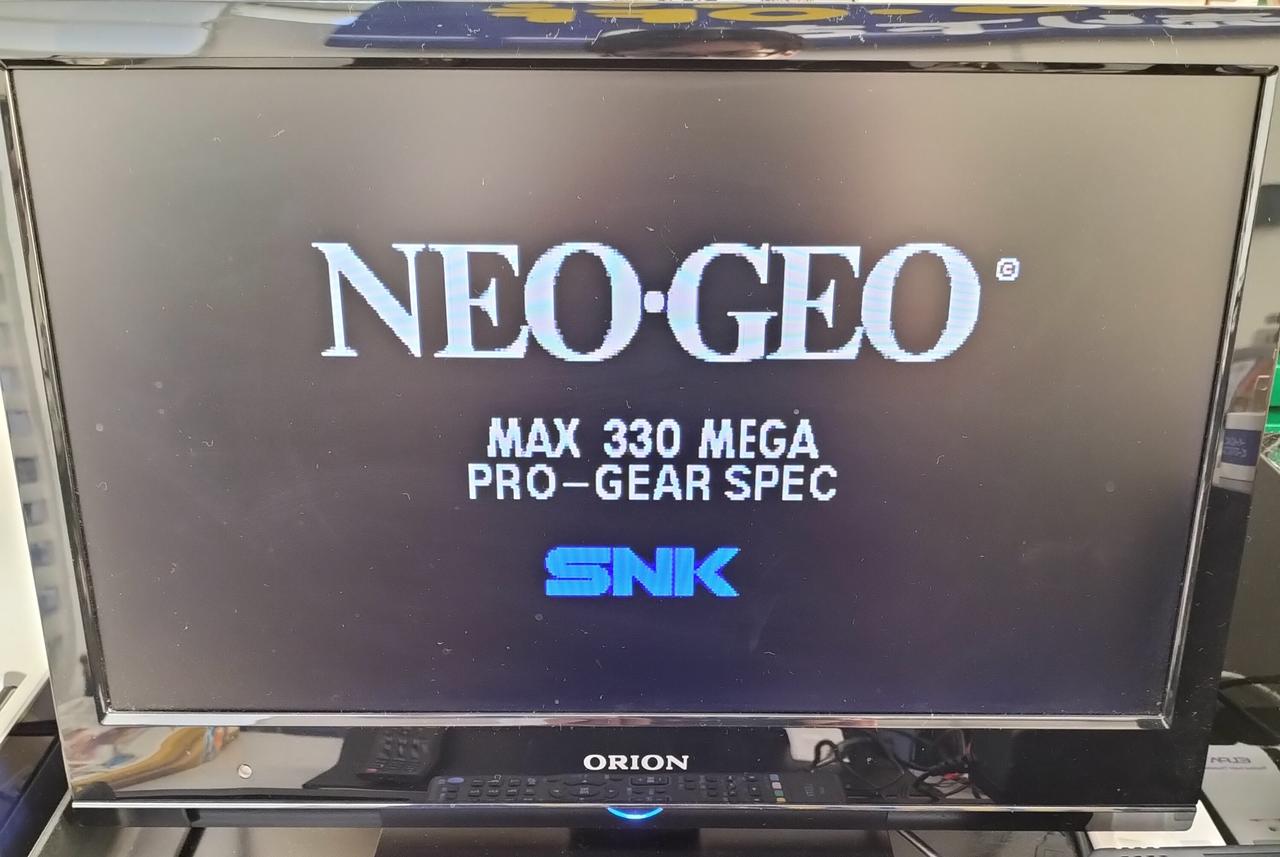 NEO·GEO ©
MAX 330 MEGA
PRO-GEAR SPEC
SNK
ORION